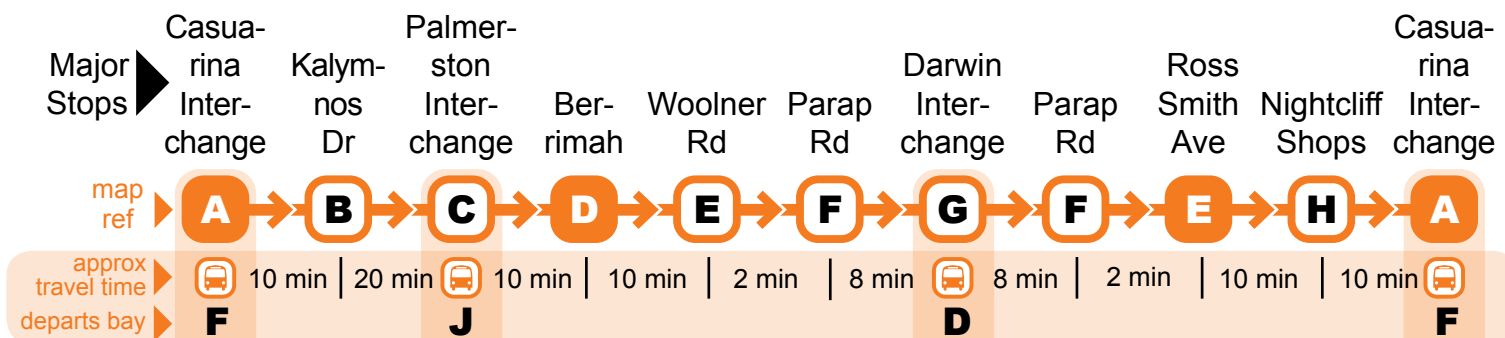 Casua- Palmer- Casua-
Major rina Kalym- ston Darwin Ross rina
Stops Inter- nos Inter- Ber- Woolner Parap Inter- Parap Smith Nightcliff Inter-
change Dr change rimah Rd Rd change Rd Ave Shops change
map
ref A B C D E F G F E H A
approx
travel time 10 min 20 min 10 min 10 min 2 min 8 min 8 min 2 min 10 min 10 min
departs bay F J D F